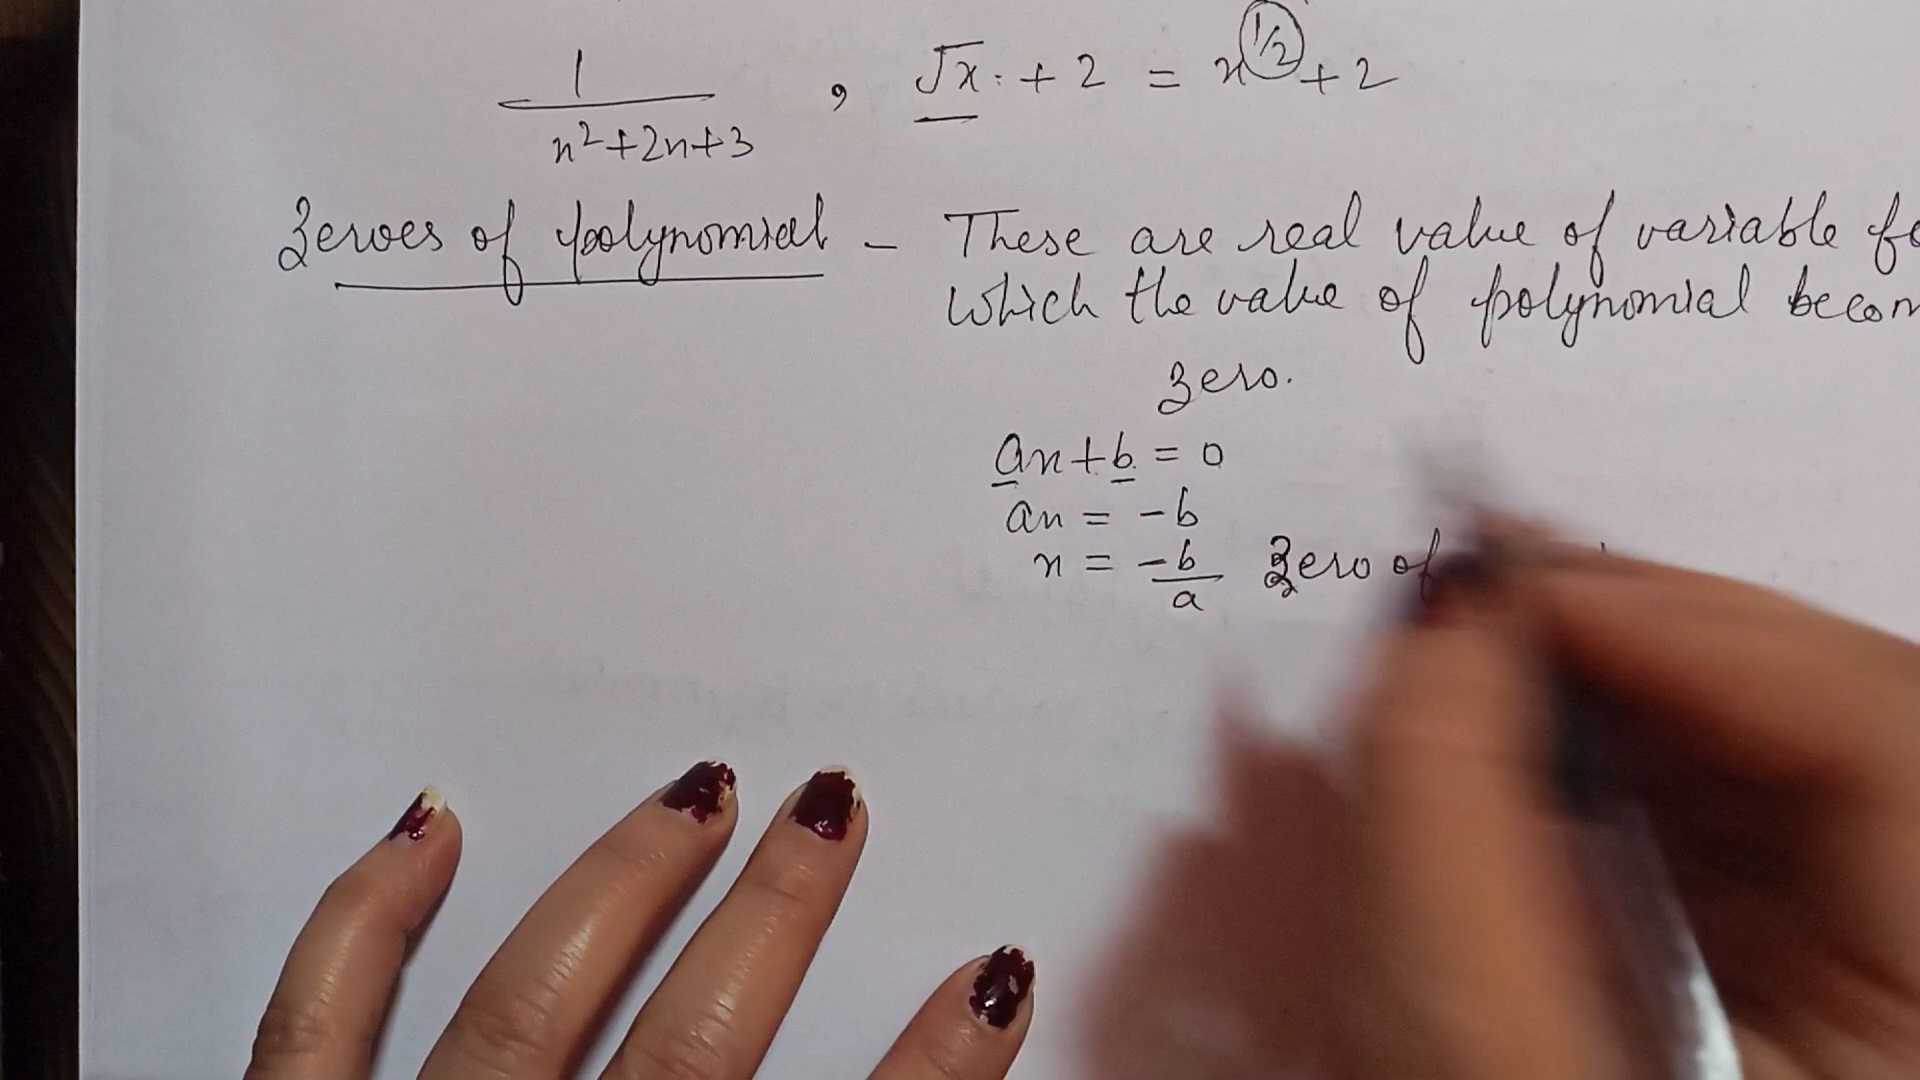 1/(x²+2x+3) , √x + 2 = x^1/2 + 2
Zeroes of polynomial - These are real value of variable fo
which the value of polynomial becom
zero.
ax+b = 0
ax = -b
x = -b/a Zero of